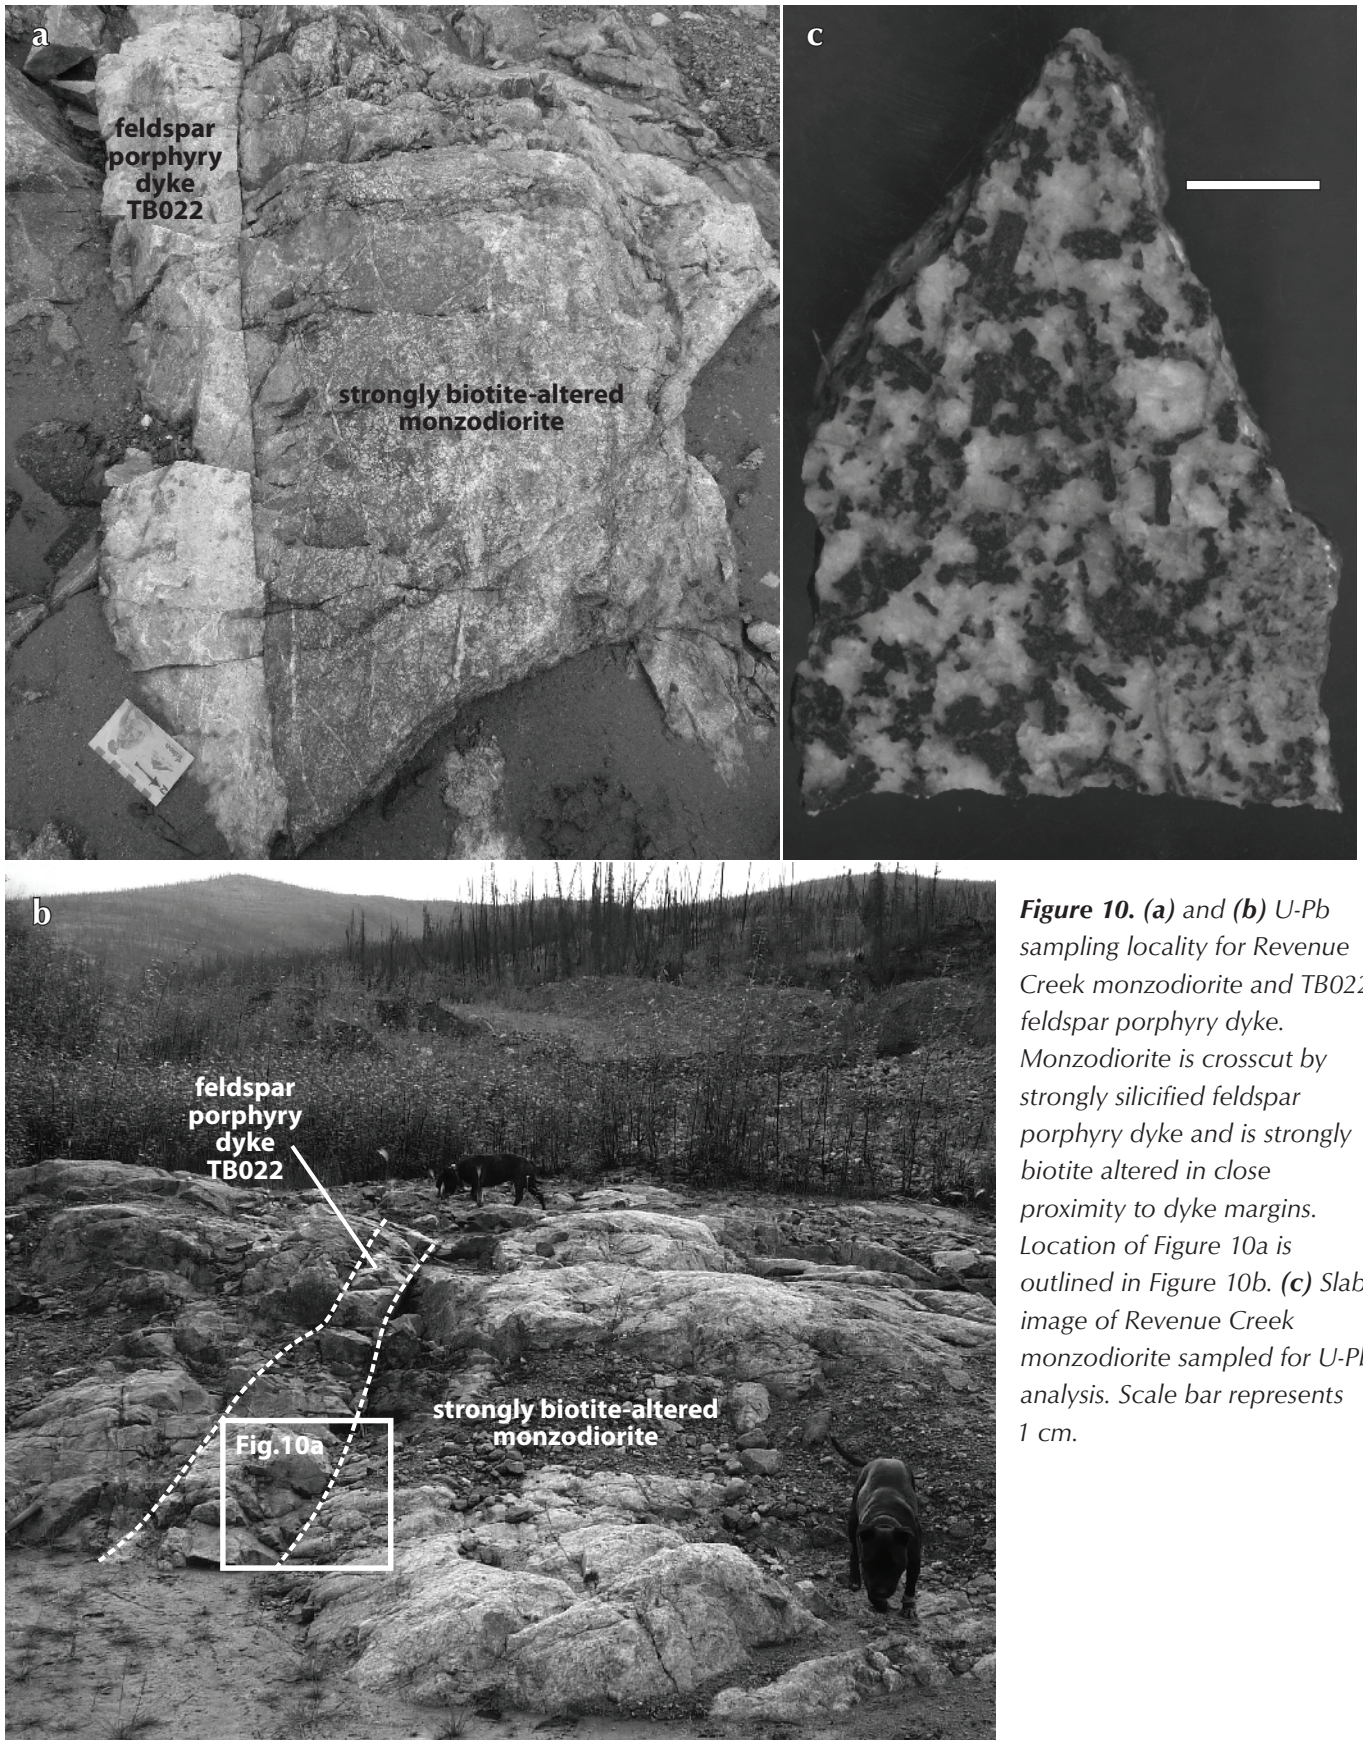 a
feldspar
porphyry
dyke
TB022
strongly biotite-altered
monzodiorite
c
b
feldspar
porphyry
dyke
TB022
strongly biotite-altered
monzodiorite
Fig.10a
Figure 10. (a) and (b) U-Pb
sampling locality for Revenue
Creek monzodiorite and TB022
feldspar porphyry dyke.
Monzodiorite is crosscut by
strongly silicified feldspar
porphyry dyke and is strongly
biotite altered in close
proximity to dyke margins.
Location of Figure 10a is
outlined in Figure 10b. (c) Slab
image of Revenue Creek
monzodiorite sampled for U-Pb
analysis. Scale bar represents
1 cm.